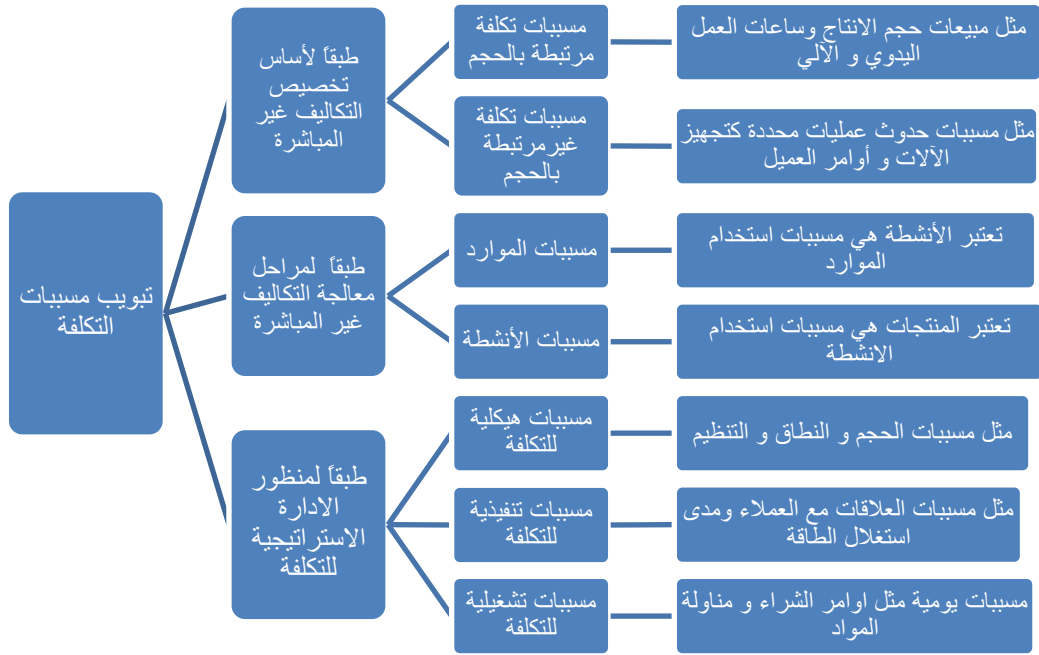 تبويب مسببات
التكلفة
طبقاً لأساس
تخصيص
التكاليف غير
المباشرة
مسببات تكلفة
مرتبطة بالحجم
مثل مبيعات حجم الانتاج وساعات العمل
اليدوي و الآلي
مسببات تكلفة
غيرمرتبطة
بالحجم
مثل مسببات حدوث عمليات محددة كتجهيز
الآلات و أوامر العميل
طبقاً لمراحل
معالجة التكاليف
غير المباشرة
مسببات الموارد
تعتبر الأنشطة هي مسببات استخدام
الموارد
مسببات الأنشطة
تعتبر المنتجات هي مسببات استخدام
الانشطة
طبقاً لمنظور
الادارة
الاستراتيجية
للتكلفة
مسببات هيكلية
للتكلفة
مثل مسببات الحجم و النطاق و التنظيم
مسببات تنفيذية
للتكلفة
مثل مسببات العلاقات مع العملاء ومدى
استغلال الطاقة
مسببات تشغيلية
للتكلفة
مسببات يومية مثل اوامر الشراء و مناولة
المواد